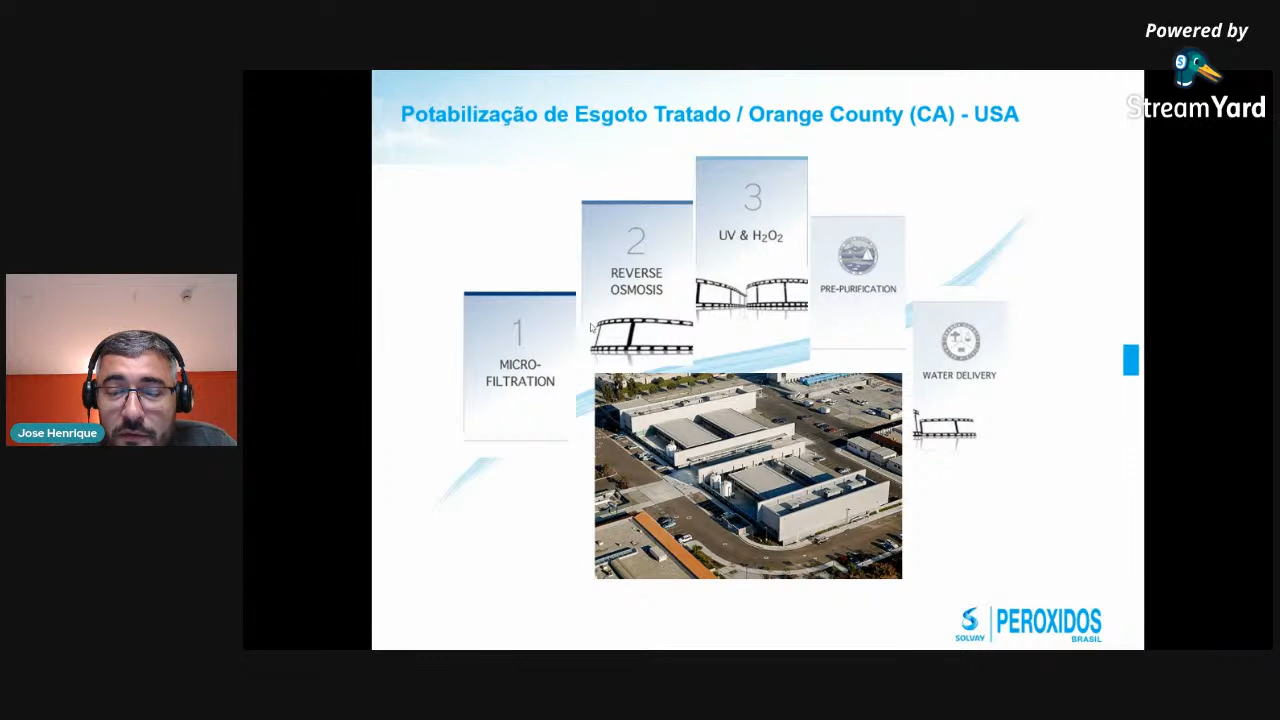 Powered by
StreamYard
Potabilização de Esgoto Tratado / Orange County (CA) - USA
1
MICRO-
FILTRATION
2
REVERSE
OSMOSIS
3
UV & H₂O₂
PRE-PURIFICATION
WATER DELIVERY
Jose Henrique
SOLVAY
PEROXIDOS
BRASIL